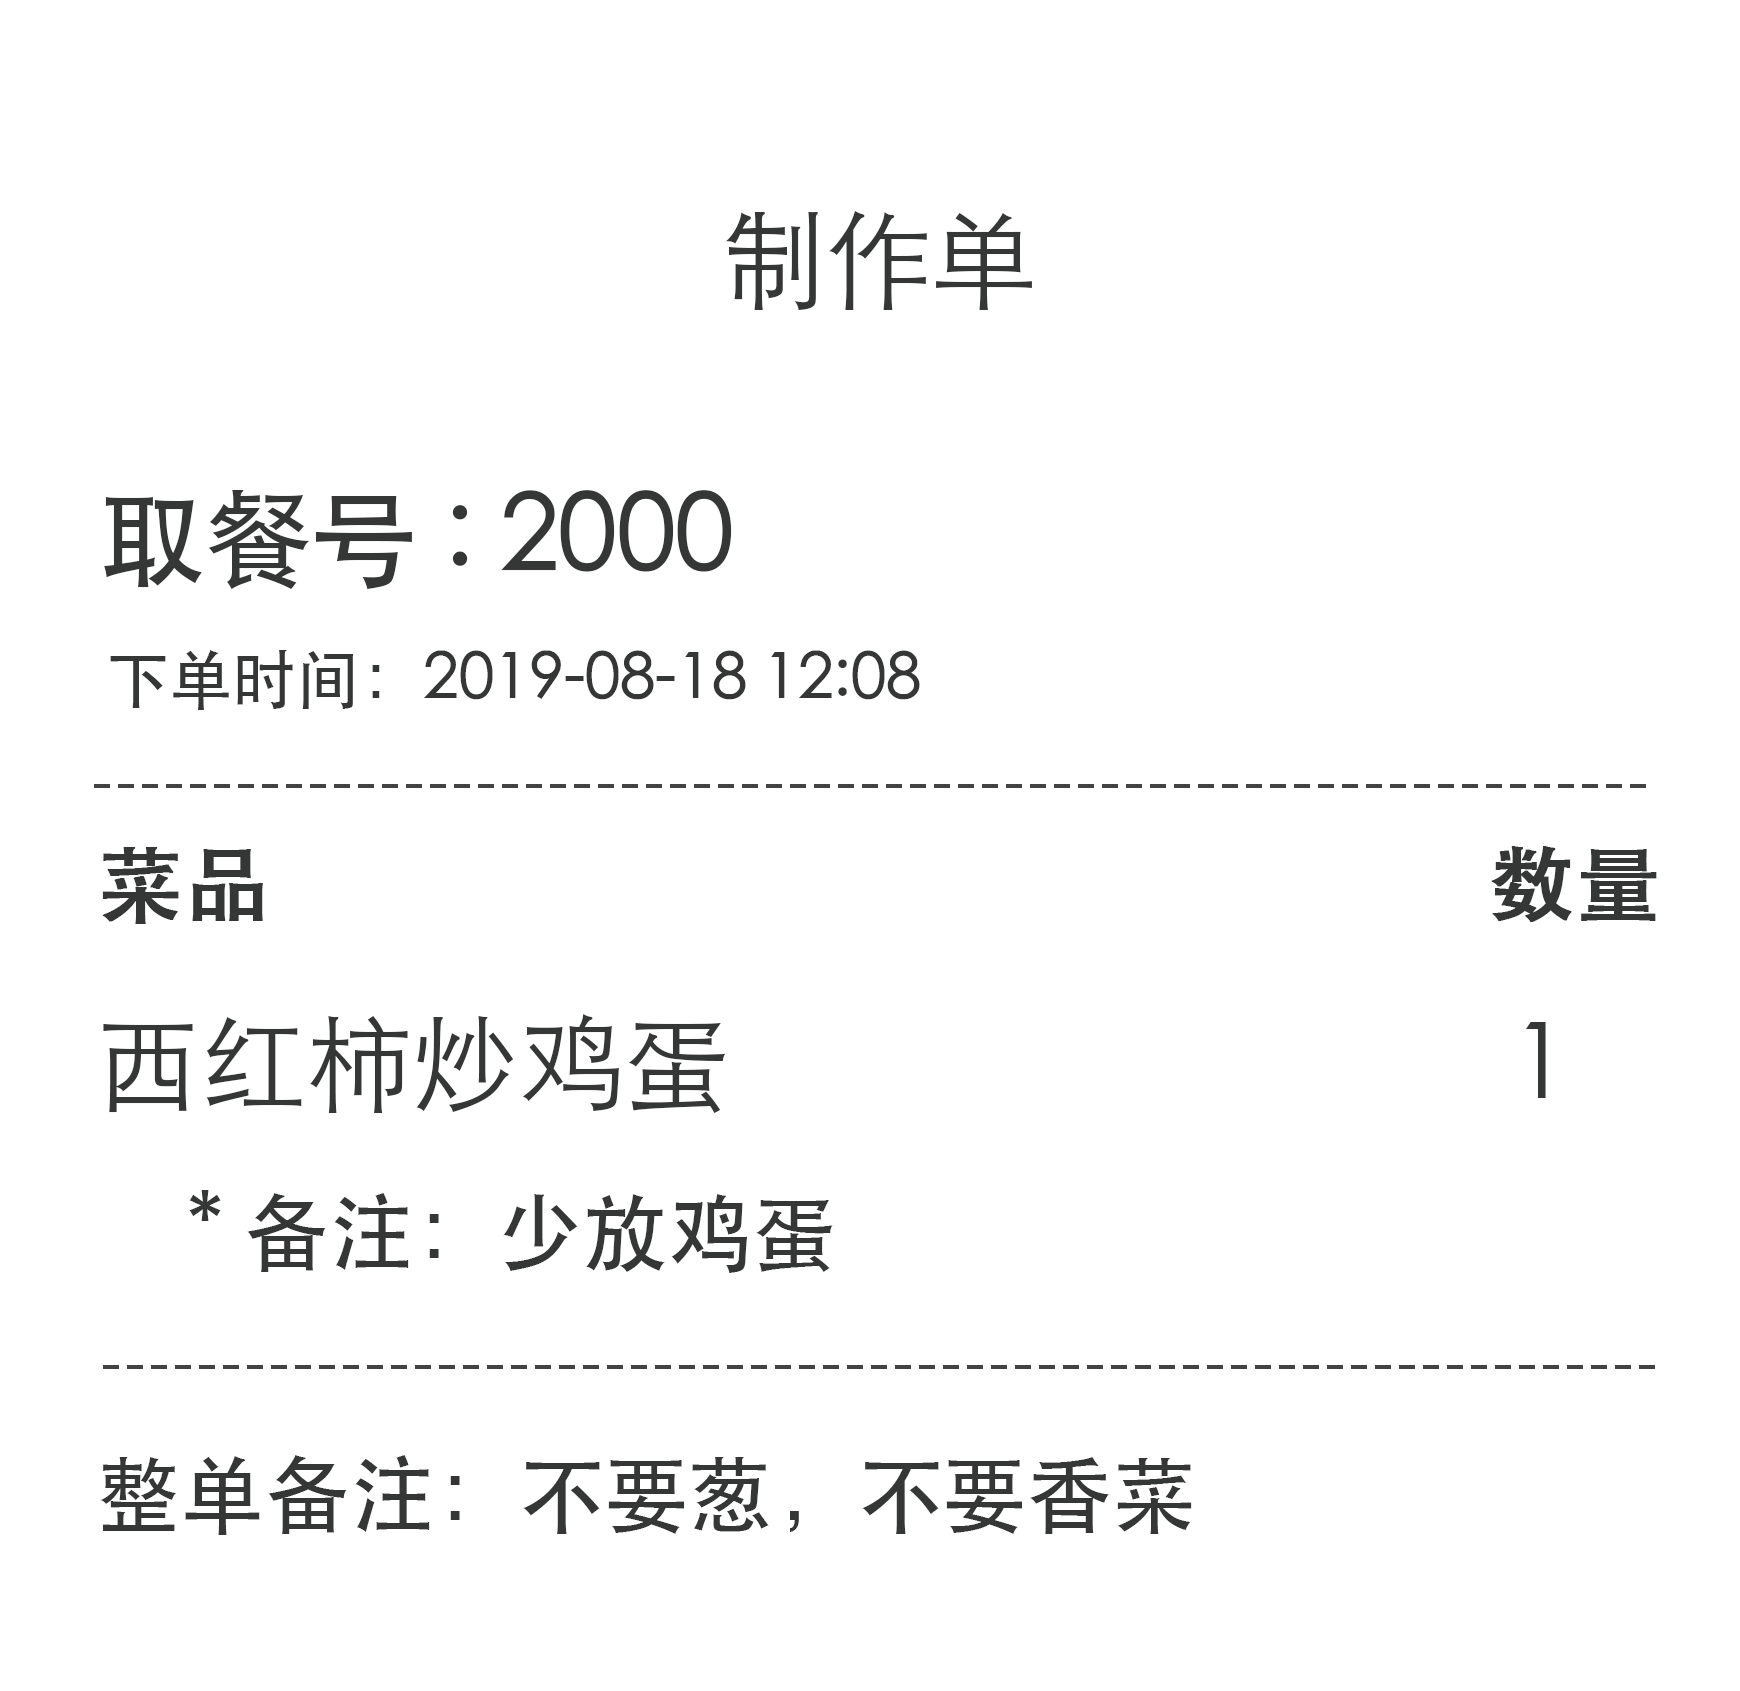 制作单
取餐号：2000
下单时间：2019-08-18 12:08
菜品 数量
西红柿炒鸡蛋 1
* 备注：少放鸡蛋
整单备注：不要葱，不要香菜